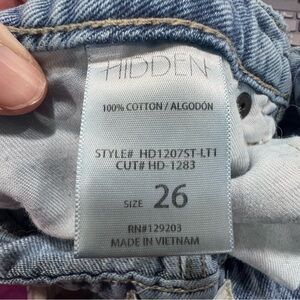 HIDDEN
100% COTTON / ALGODÓN
STYLE# HD1207ST-LT1
CUT# HD-1283
SIZE 26
RN#129203
MADE IN VIETNAM